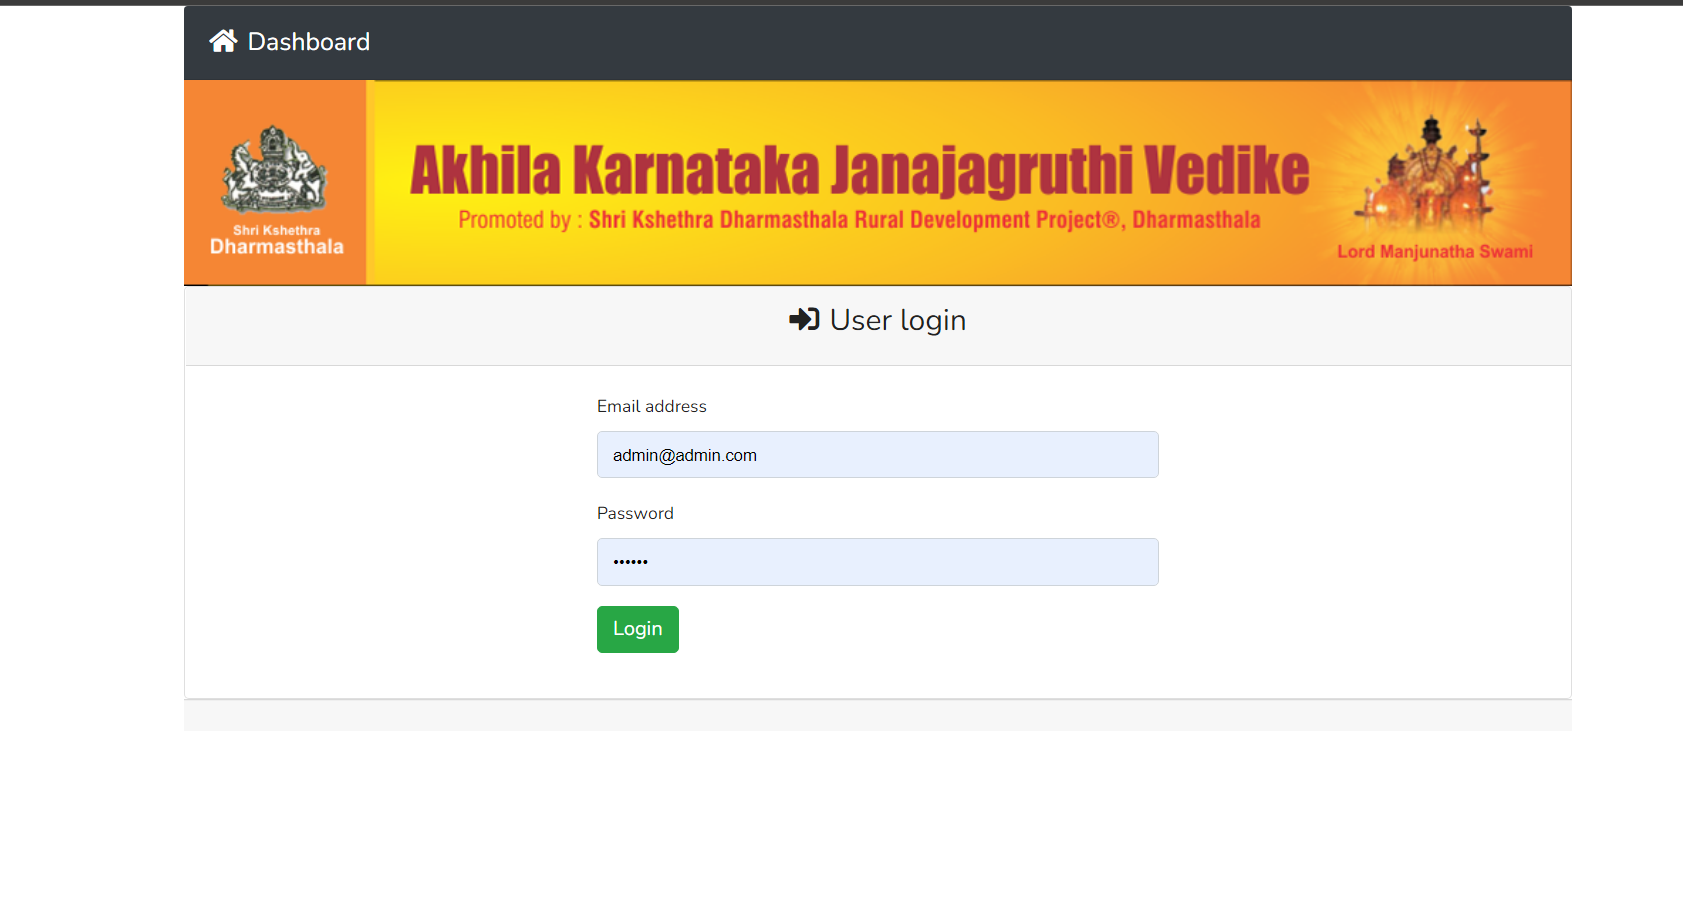 Dashboard
Akhila Karnataka Janajagruthi Vedike
Promoted by : Shri Kshethra Dharmasthala Rural Development Project®, Dharmasthala
Shri Kshethra
Dharmasthala
Lord Manjunatha Swami
User login
Email address
admin@admin.com
Password
••••••
Login